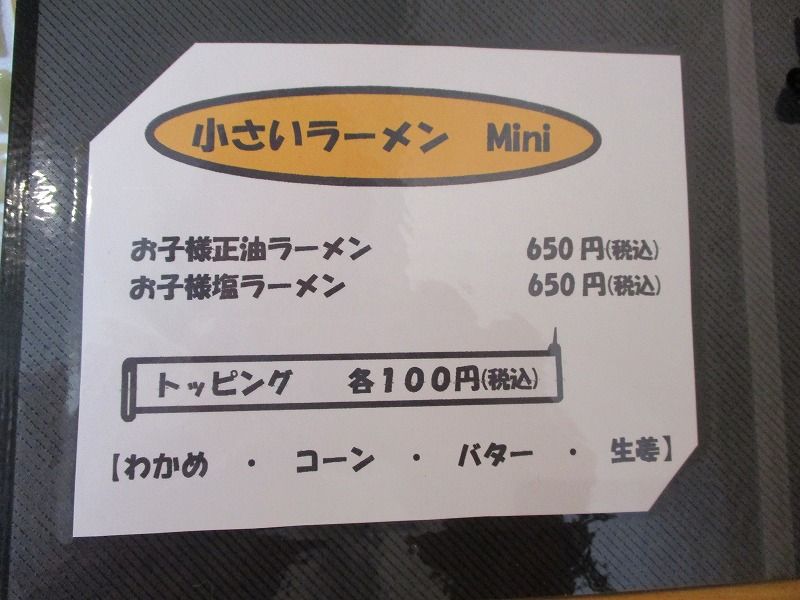 小さいラーメン Mini
お子様正油ラーメン 650円(税込)
お子様塩ラーメン 650円(税込)
トッピング 各100円(税込)
【わかめ ・ コーン ・ バター ・ 生姜】